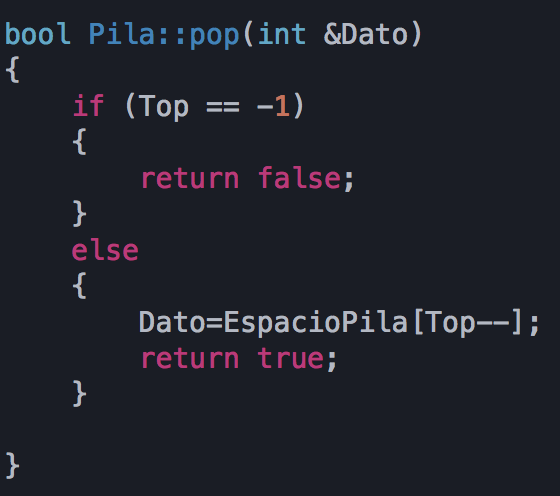 bool Pila::pop(int &Dato)
{
    if (Top == -1)
    {
        return false;
    }
    else
    {
        Dato=EspacioPila[Top--];
        return true;
    }
}